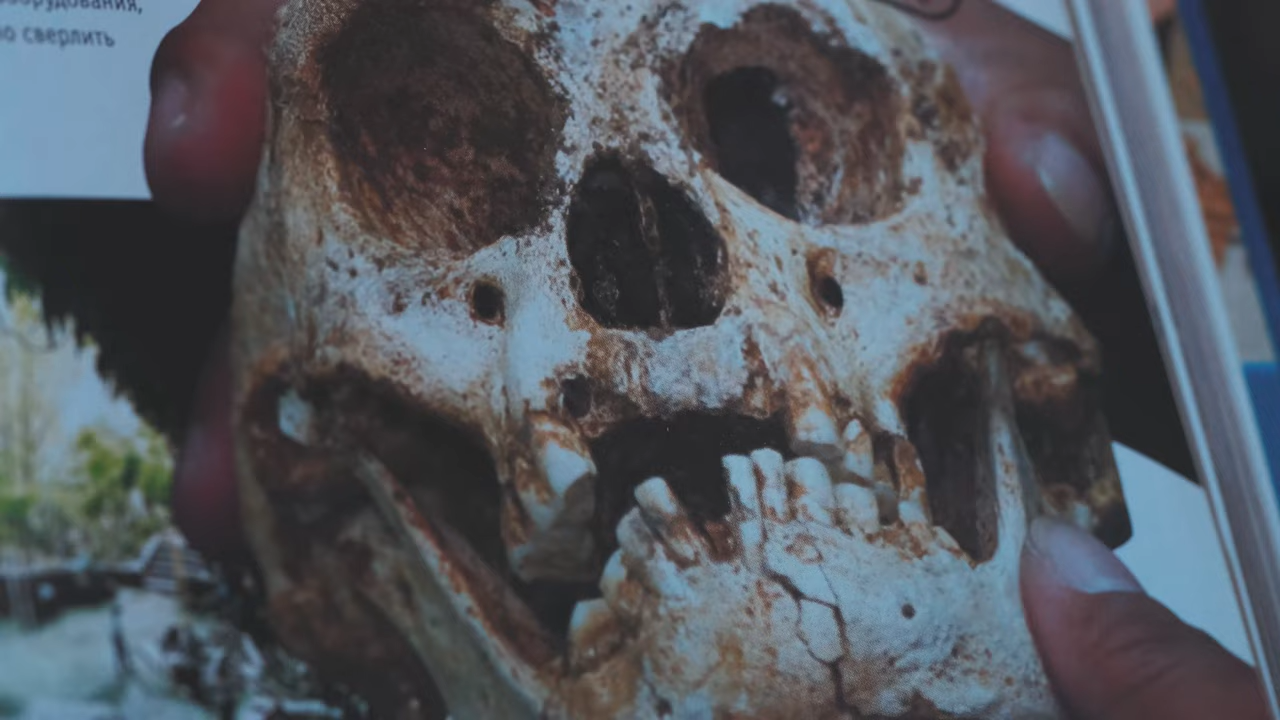 оборудования,
о сверлить